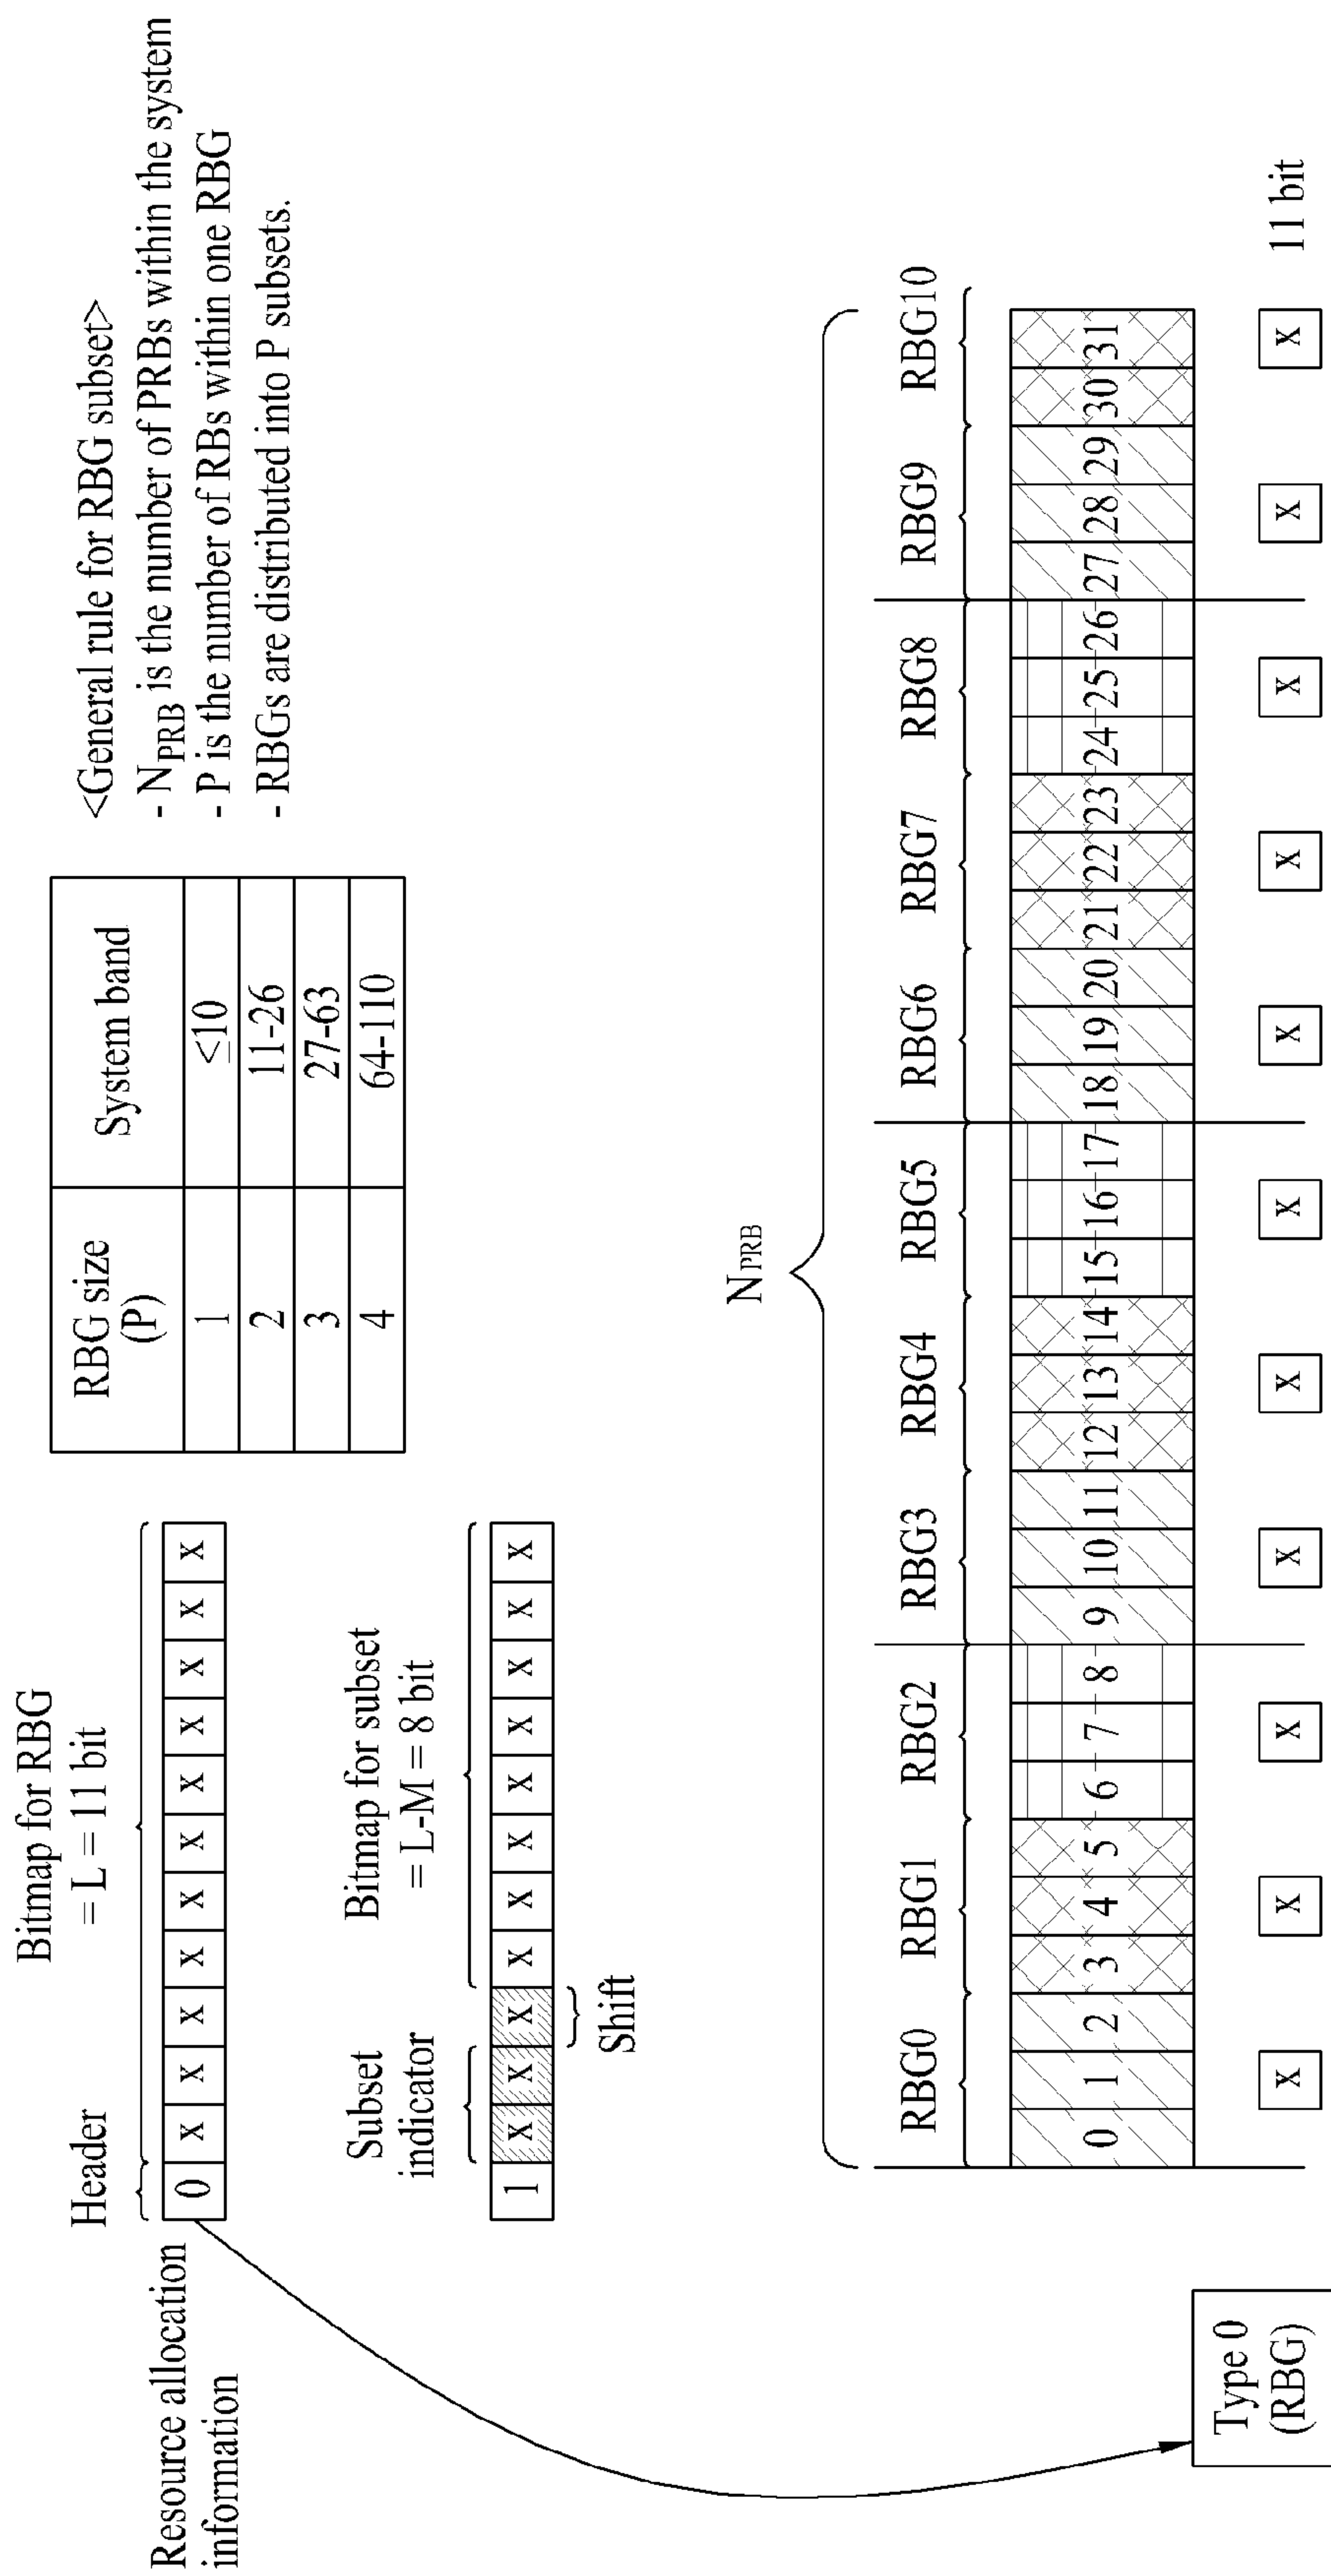 Resource allocation
information
Header
Bitmap for RBG
= L = 11 bit
0 x x x x x x x x x x x
Subset
indicator
Bitmap for subset
= L-M = 8 bit
1 x x x x x x x x x x x
Shift
RBG size
(P)
System band
1 ≤10
2 11-26
3 27-63
4 64-110
<General rule for RBG subset>
- NPRB is the number of PRBs within the system
- P is the number of RBs within one RBG
- RBGs are distributed into P subsets.
NPRB
RBG0 RBG1 RBG2 RBG3 RBG4 RBG5 RBG6 RBG7 RBG8 RBG9 RBG10
0 1 2 3 4 5 6 7 8 9 10 11 12 13 14 15 16 17 18 19 20 21 22 23 24 25 26 27 28 29 30 31
Type 0
(RBG)
x x x x x x x x x x x 11 bit